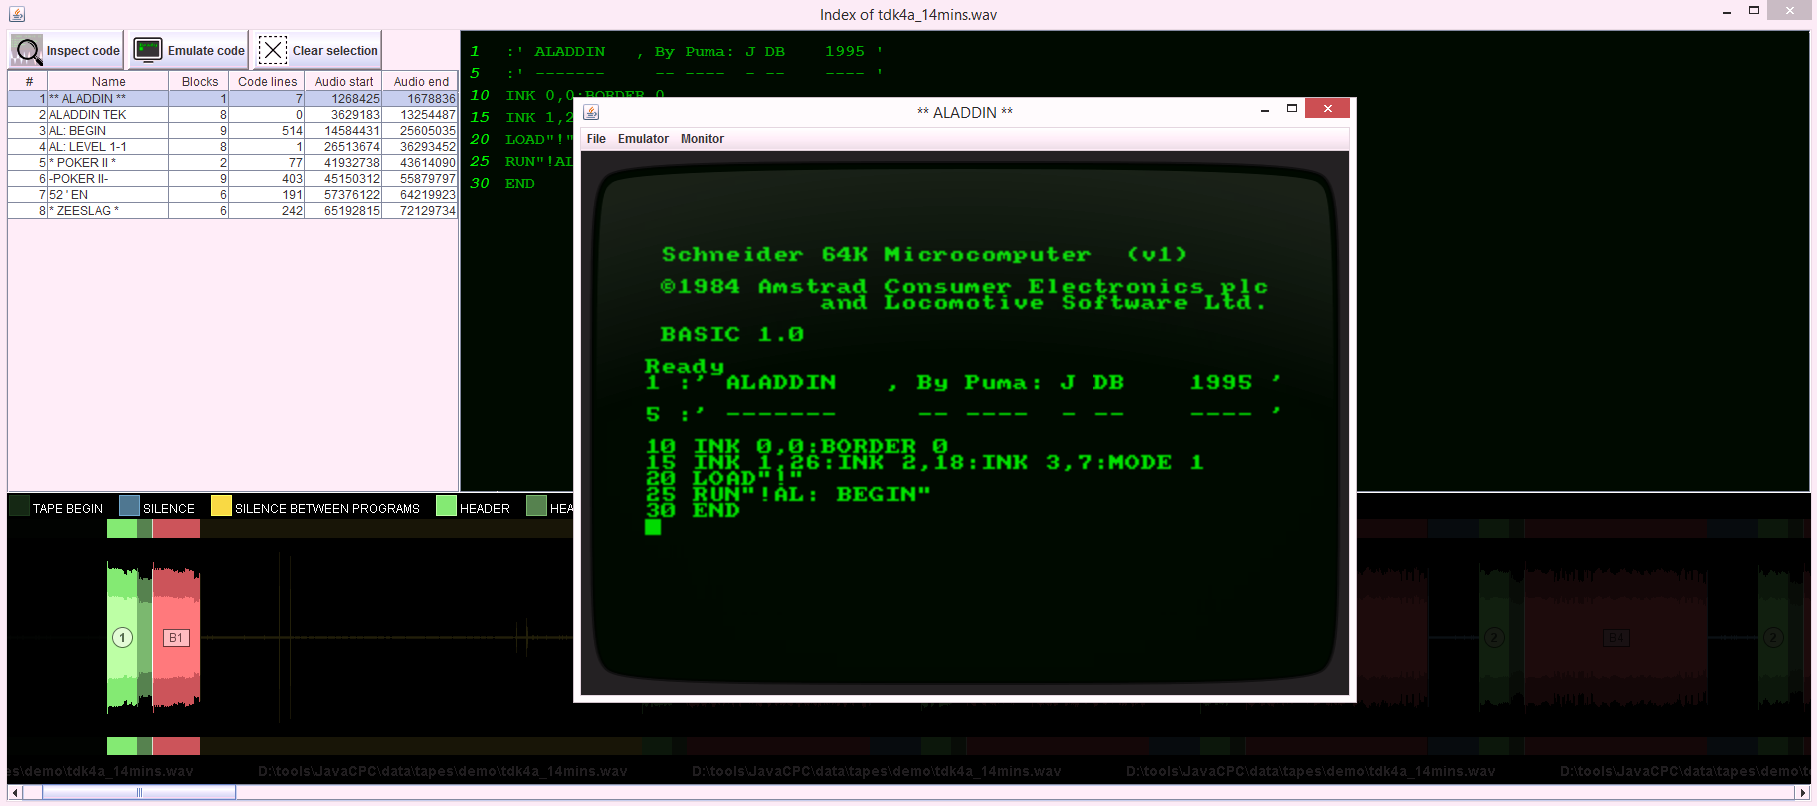 Index of tdk4a_14mins.wav
Inspect code Emulate code Clear selection
# Name Blocks Code lines Audio start Audio end
1 ** ALADDIN ** 1 7 1268425 1678836
2 ALADDIN TEK 8 0 3629183 13254487
3 AL: BEGIN 9 514 14584431 25605035
4 AL: LEVEL 1-1 8 1 26513674 36293452
5 * POKER II * 2 77 41932738 43614090
6 -POKER II- 9 403 45150312 55879797
7 52 ' EN 6 191 57376122 64219923
8 * ZEESLAG * 6 242 65192815 72129734
1 :' ALADDIN , By Puma: J DB 1995 '
5 :' ------- -- ---- - -- ---- '
10 INK 0,0:BORDER 0
15 INK 1,2
20 LOAD"!"
25 RUN"!AL
30 END
** ALADDIN **
File Emulator Monitor
Schneider 64K Microcomputer (v1)
©1984 Amstrad Consumer Electronics plc
and Locomotive Software Ltd.
BASIC 1.0
Ready
1 :' ALADDIN , By Puma: J DB 1995 '
5 :' ------- -- ---- - -- ---- '
10 INK 0,0:BORDER 0
15 INK 1,26:INK 2,18:INK 3,7:MODE 1
20 LOAD"!"
25 RUN"!AL: BEGIN"
30 END
TAPE BEGIN SILENCE SILENCE BETWEEN PROGRAMS HEADER HEA
1 B1 2 B4 2
es\demo\tdk4a_14mins.wav D:\tools\JavaCPC\data\tapes\demo\tdk4a_14mins.wav D:\tools\JavaCPC\data\tapes\demo\tdk4a_14mins.wav D:\tools\JavaCPC\data\tapes\demo\tdk4a_14mins.wav D:\tools\JavaCPC\data\tapes\demo\t